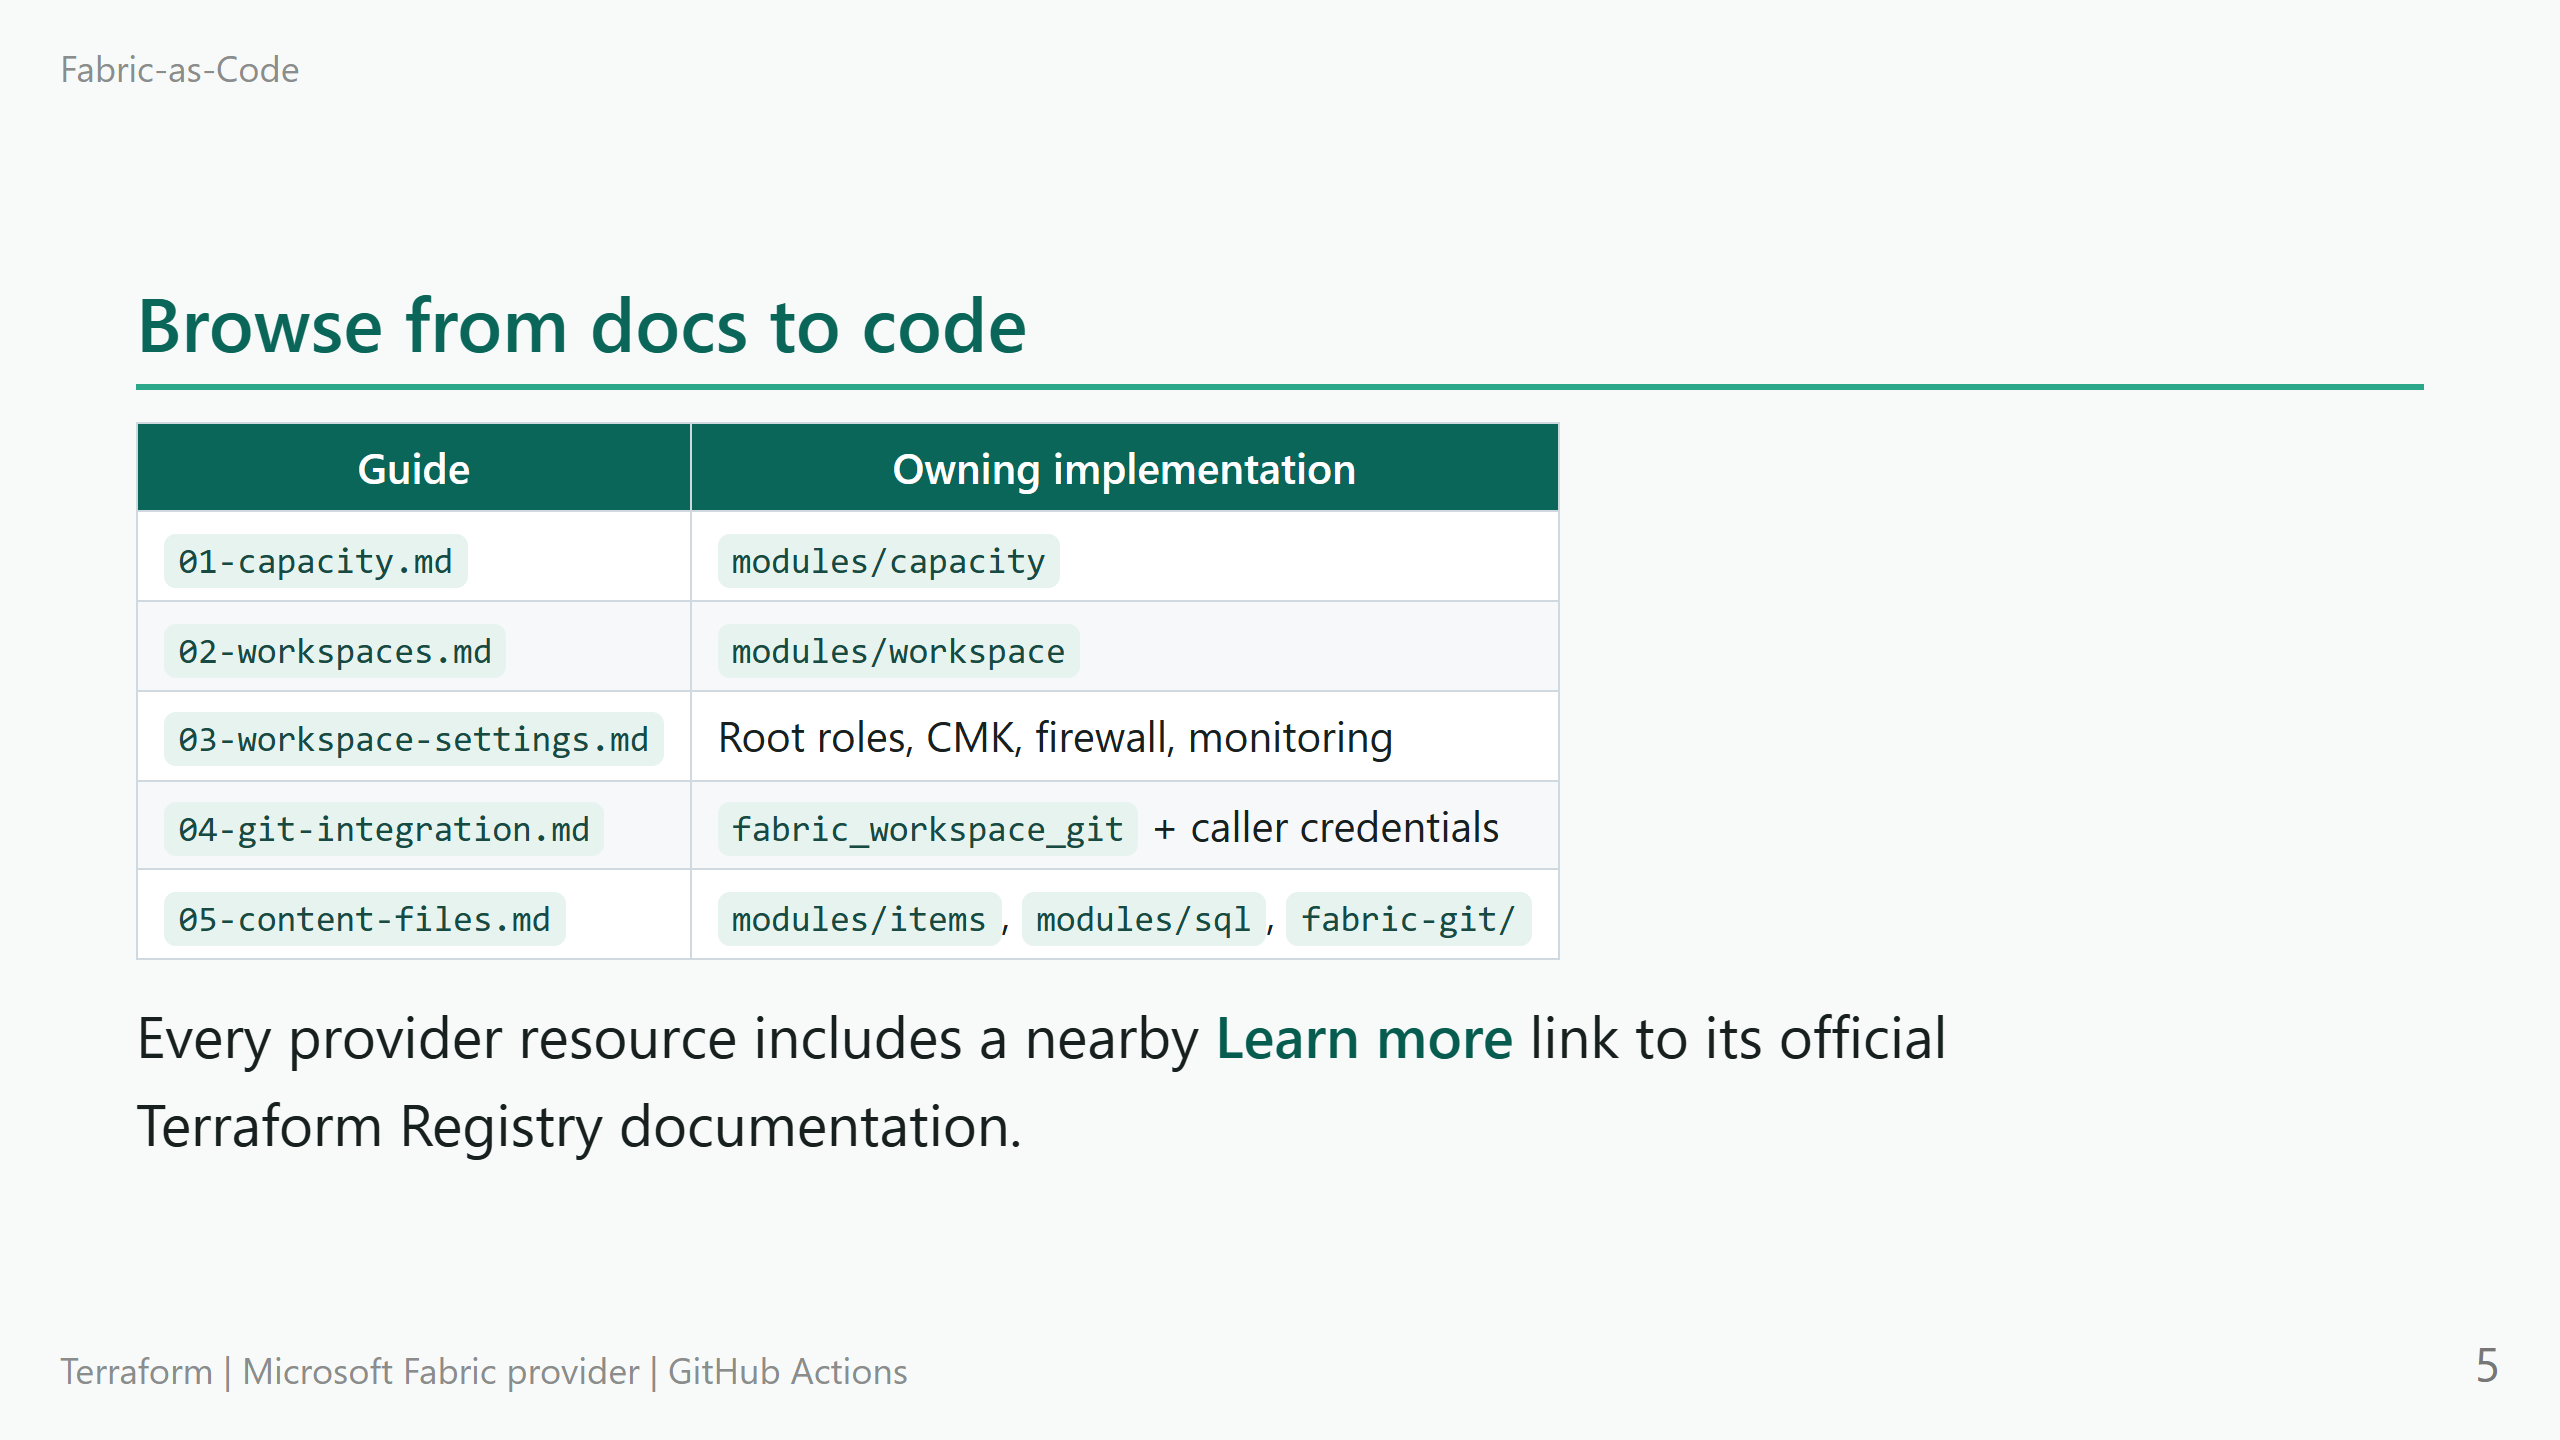 Fabric-as-Code
Browse from docs to code
Guide Owning implementation
01-capacity.md modules/capacity
02-workspaces.md modules/workspace
03-workspace-settings.md Root roles, CMK, firewall, monitoring
04-git-integration.md fabric_workspace_git + caller credentials
05-content-files.md modules/items, modules/sql, fabric-git/
Every provider resource includes a nearby Learn more link to its official
Terraform Registry documentation.
Terraform | Microsoft Fabric provider | GitHub Actions
5